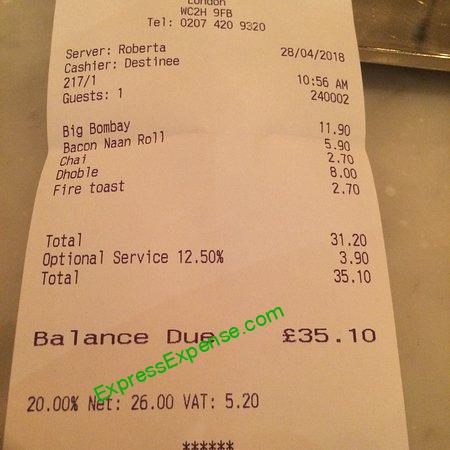 London
WC2H 9FB
Tel: 0207 420 9320
Server: Roberta 28/04/2018
Cashier: Destinee
217/1 10:56 AM
Guests: 1 240002
Big Bombay 11.90
Bacon Naan Roll 5.90
Chai 2.70
Dhoble 8.00
Fire toast 2.70
Total 31.20
Optional Service 12.50% 3.90
Total 35.10
Balance Due £35.10
ExpressExpense.com
20.00% Net: 26.00 VAT: 5.20
******